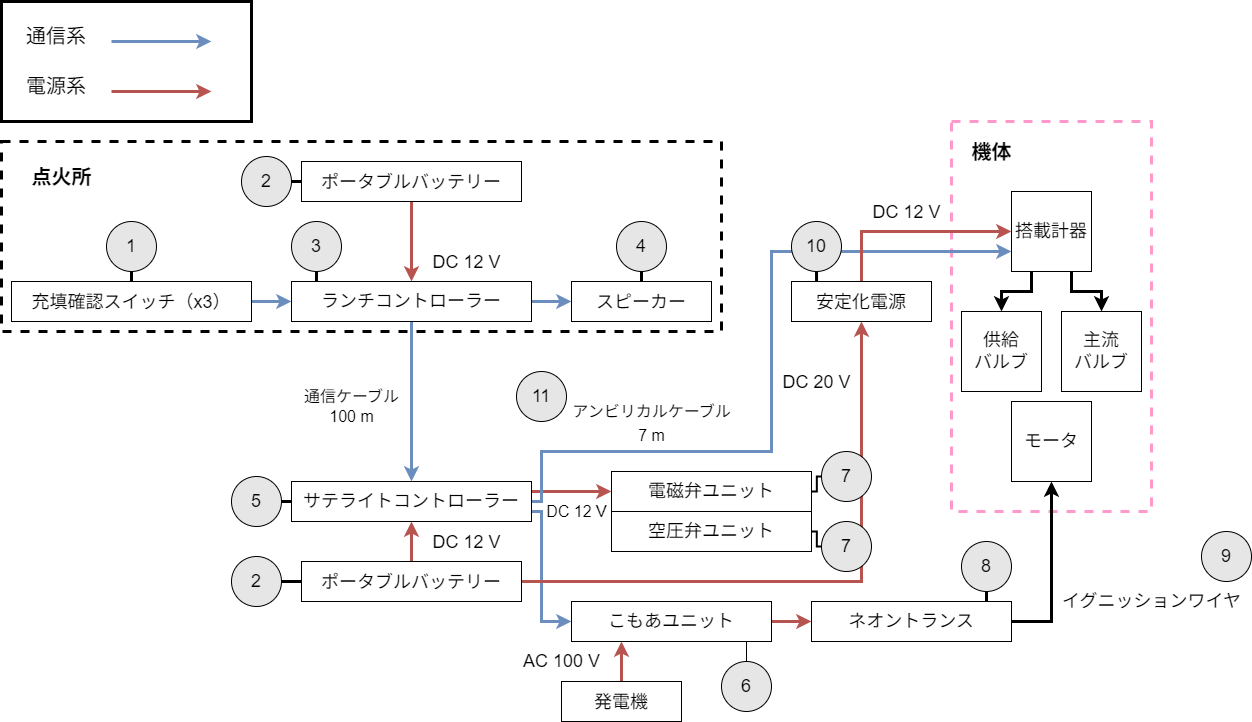 通信系
電源系
点火所
2
ポータブルバッテリー
機体
1
3
DC 12 V
4
10
DC 12 V
搭載計器
充填確認スイッチ（x3）
ランチコントローラー
スピーカー
安定化電源
供給
バルブ
主流
バルブ
通信ケーブル
100 m
11
アンビリカルケーブル
7 m
DC 20 V
モータ
5
サテライトコントローラー
DC 12 V
電磁弁ユニット
7
空圧弁ユニット
7
DC 12 V
2
ポータブルバッテリー
8
9
イグニッションワイヤ
こもあユニット
ネオントランス
AC 100 V
6
発電機